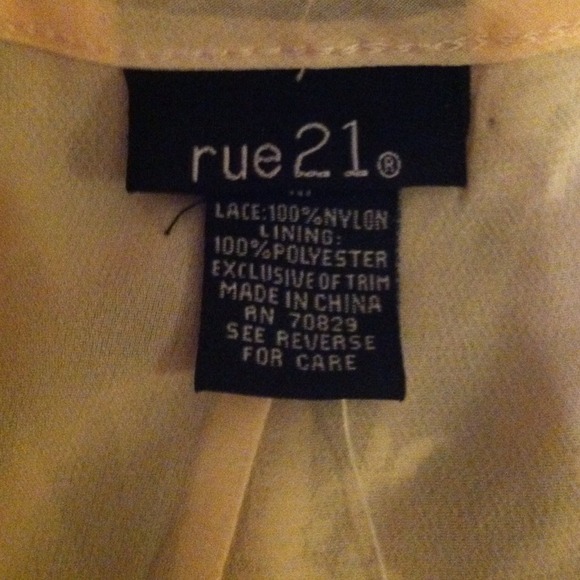 rue21®
LACE:100%NYLON
LINING:
100%POLYESTER
EXCLUSIVE OF TRIM
MADE IN CHINA
RN 70829
SEE REVERSE
FOR CARE